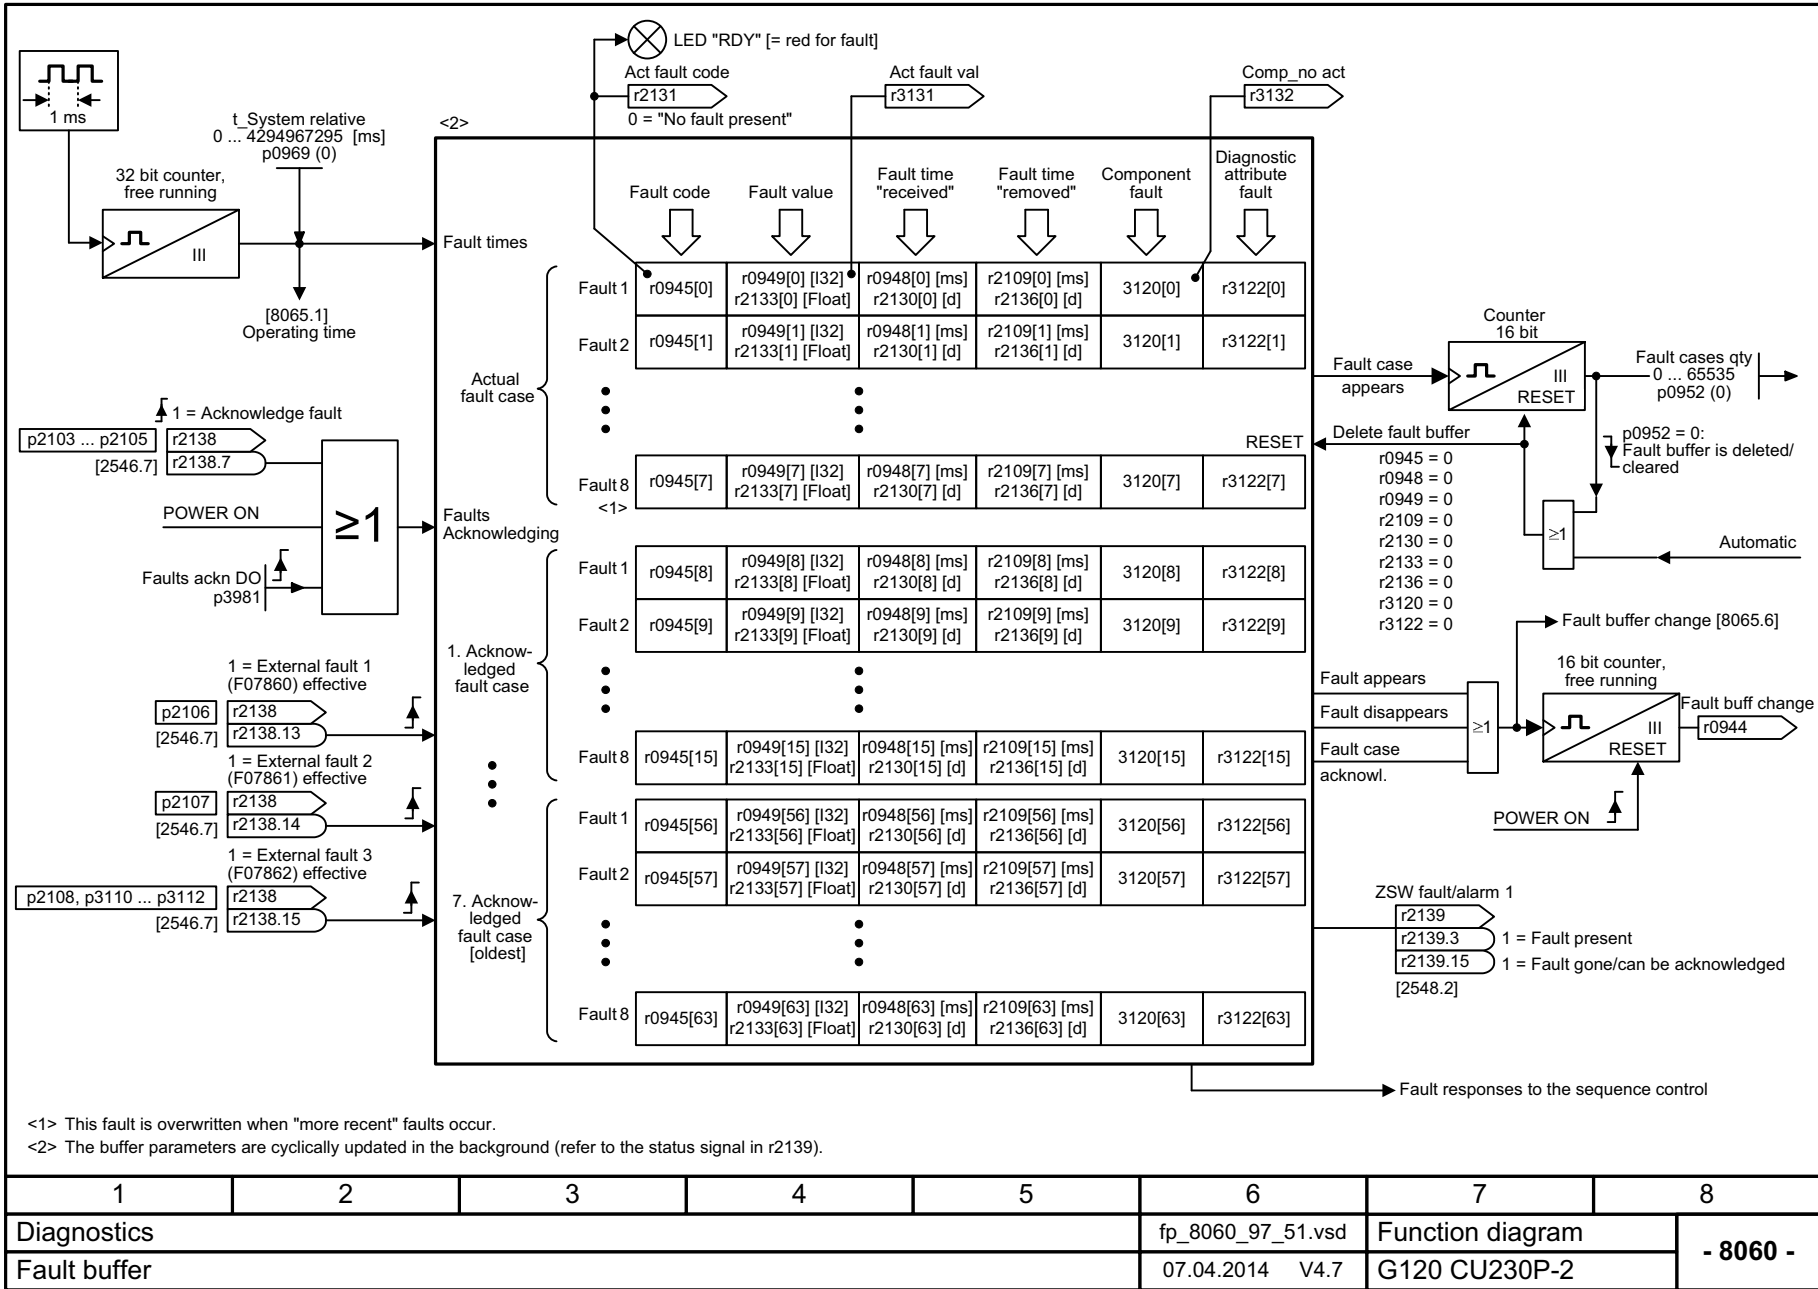 LED "RDY" [= red for fault]
Act fault code
r2131
0 = "No fault present"
Act fault val
r3131
Comp_no act
r3132
1 ms
t_System relative
0 ... 4294967295 [ms]
p0969 (0)
32 bit counter,
free running
III
[8065.1]
Operating time
<2>
Fault times
Fault code
Fault value
Fault time
"received"
Fault time
"removed"
Component
fault
Diagnostic
attribute
fault
Actual
fault case
Fault 1
r0945[0]
r0949[0] [I32]
r2133[0] [Float]
r0948[0] [ms]
r2130[0] [d]
r2109[0] [ms]
r2136[0] [d]
3120[0]
r3122[0]
Fault 2
r0945[1]
r0949[1] [I32]
r2133[1] [Float]
r0948[1] [ms]
r2130[1] [d]
r2109[1] [ms]
r2136[1] [d]
3120[1]
r3122[1]
Fault 8
<1>
r0945[7]
r0949[7] [I32]
r2133[7] [Float]
r0948[7] [ms]
r2130[7] [d]
r2109[7] [ms]
r2136[7] [d]
3120[7]
r3122[7]
1 = Acknowledge fault
p2103 ... p2105
r2138
[2546.7]
r2138.7
POWER ON
≥1
Faults ackn DO
p3981
Faults
Acknowledging
1. Acknow-
ledged
fault case
Fault 1
r0945[8]
r0949[8] [I32]
r2133[8] [Float]
r0948[8] [ms]
r2130[8] [d]
r2109[8] [ms]
r2136[8] [d]
3120[8]
r3122[8]
Fault 2
r0945[9]
r0949[9] [I32]
r2133[9] [Float]
r0948[9] [ms]
r2130[9] [d]
r2109[9] [ms]
r2136[9] [d]
3120[9]
r3122[9]
Fault 8
r0945[15]
r0949[15] [I32]
r2133[15] [Float]
r0948[15] [ms]
r2130[15] [d]
r2109[15] [ms]
r2136[15] [d]
3120[15]
r3122[15]
1 = External fault 1
(F07860) effective
p2106
r2138
[2546.7]
r2138.13
1 = External fault 2
(F07861) effective
p2107
r2138
[2546.7]
r2138.14
1 = External fault 3
(F07862) effective
p2108, p3110 ... p3112
r2138
[2546.7]
r2138.15
7. Acknow-
ledged
fault case
[oldest]
Fault 1
r0945[56]
r0949[56] [I32]
r2133[56] [Float]
r0948[56] [ms]
r2130[56] [d]
r2109[56] [ms]
r2136[56] [d]
3120[56]
r3122[56]
Fault 2
r0945[57]
r0949[57] [I32]
r2133[57] [Float]
r0948[57] [ms]
r2130[57] [d]
r2109[57] [ms]
r2136[57] [d]
3120[57]
r3122[57]
Fault 8
r0945[63]
r0949[63] [I32]
r2133[63] [Float]
r0948[63] [ms]
r2130[63] [d]
r2109[63] [ms]
r2136[63] [d]
3120[63]
r3122[63]
Counter
16 bit
Fault case
appears
III
RESET
Fault cases qty
0 ... 65535
p0952 (0)
RESET
Delete fault buffer
r0945 = 0
r0948 = 0
r0949 = 0
r2109 = 0
r2130 = 0
r2133 = 0
r2136 = 0
r3120 = 0
r3122 = 0
p0952 = 0:
Fault buffer is deleted/
cleared
≥1
Automatic
Fault buffer change [8065.6]
16 bit counter,
free running
Fault appears
Fault disappears
Fault case
acknowl.
≥1
III
RESET
Fault buff change
r0944
POWER ON
ZSW fault/alarm 1
r2139
r2139.3
1 = Fault present
r2139.15
1 = Fault gone/can be acknowledged
[2548.2]
Fault responses to the sequence control
<1> This fault is overwritten when "more recent" faults occur.
<2> The buffer parameters are cyclically updated in the background (refer to the status signal in r2139).
1 2 3 4 5 6 7 8
Diagnostics
fp_8060_97_51.vsd
Function diagram
- 8060 -
Fault buffer
07.04.2014 V4.7
G120 CU230P-2